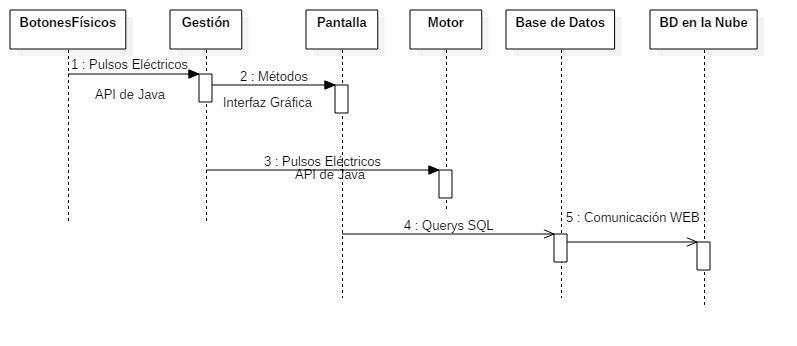 BotonesFísicos
Gestión
Pantalla
Motor
Base de Datos
BD en la Nube
1 : Pulsos Eléctricos
API de Java
2 : Métodos
Interfaz Gráfica
3 : Pulsos Eléctricos
API de Java
4 : Querys SQL
5 : Comunicación WEB